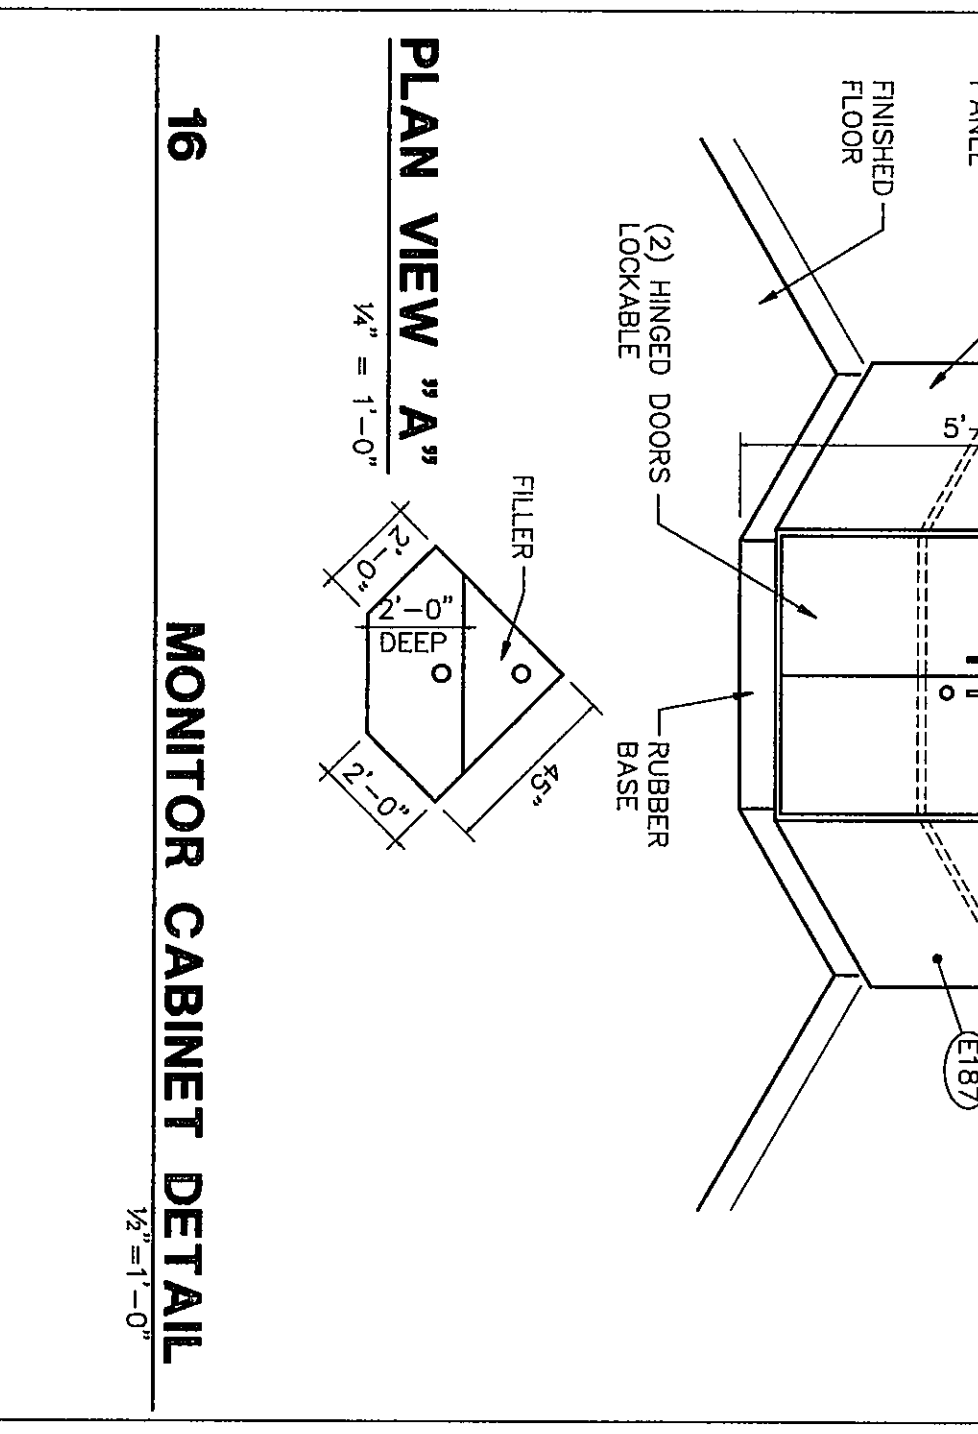 FINISHED
FLOOR
5'
(2) HINGED DOORS
LOCKABLE
E187
RUBBER
BASE
FILLER
2'-0"
2'-0"
DEEP
2'-0"
45"
PLAN VIEW "A"
¼" = 1'-0"
16 MONITOR CABINET DETAIL
½"=1'-0"